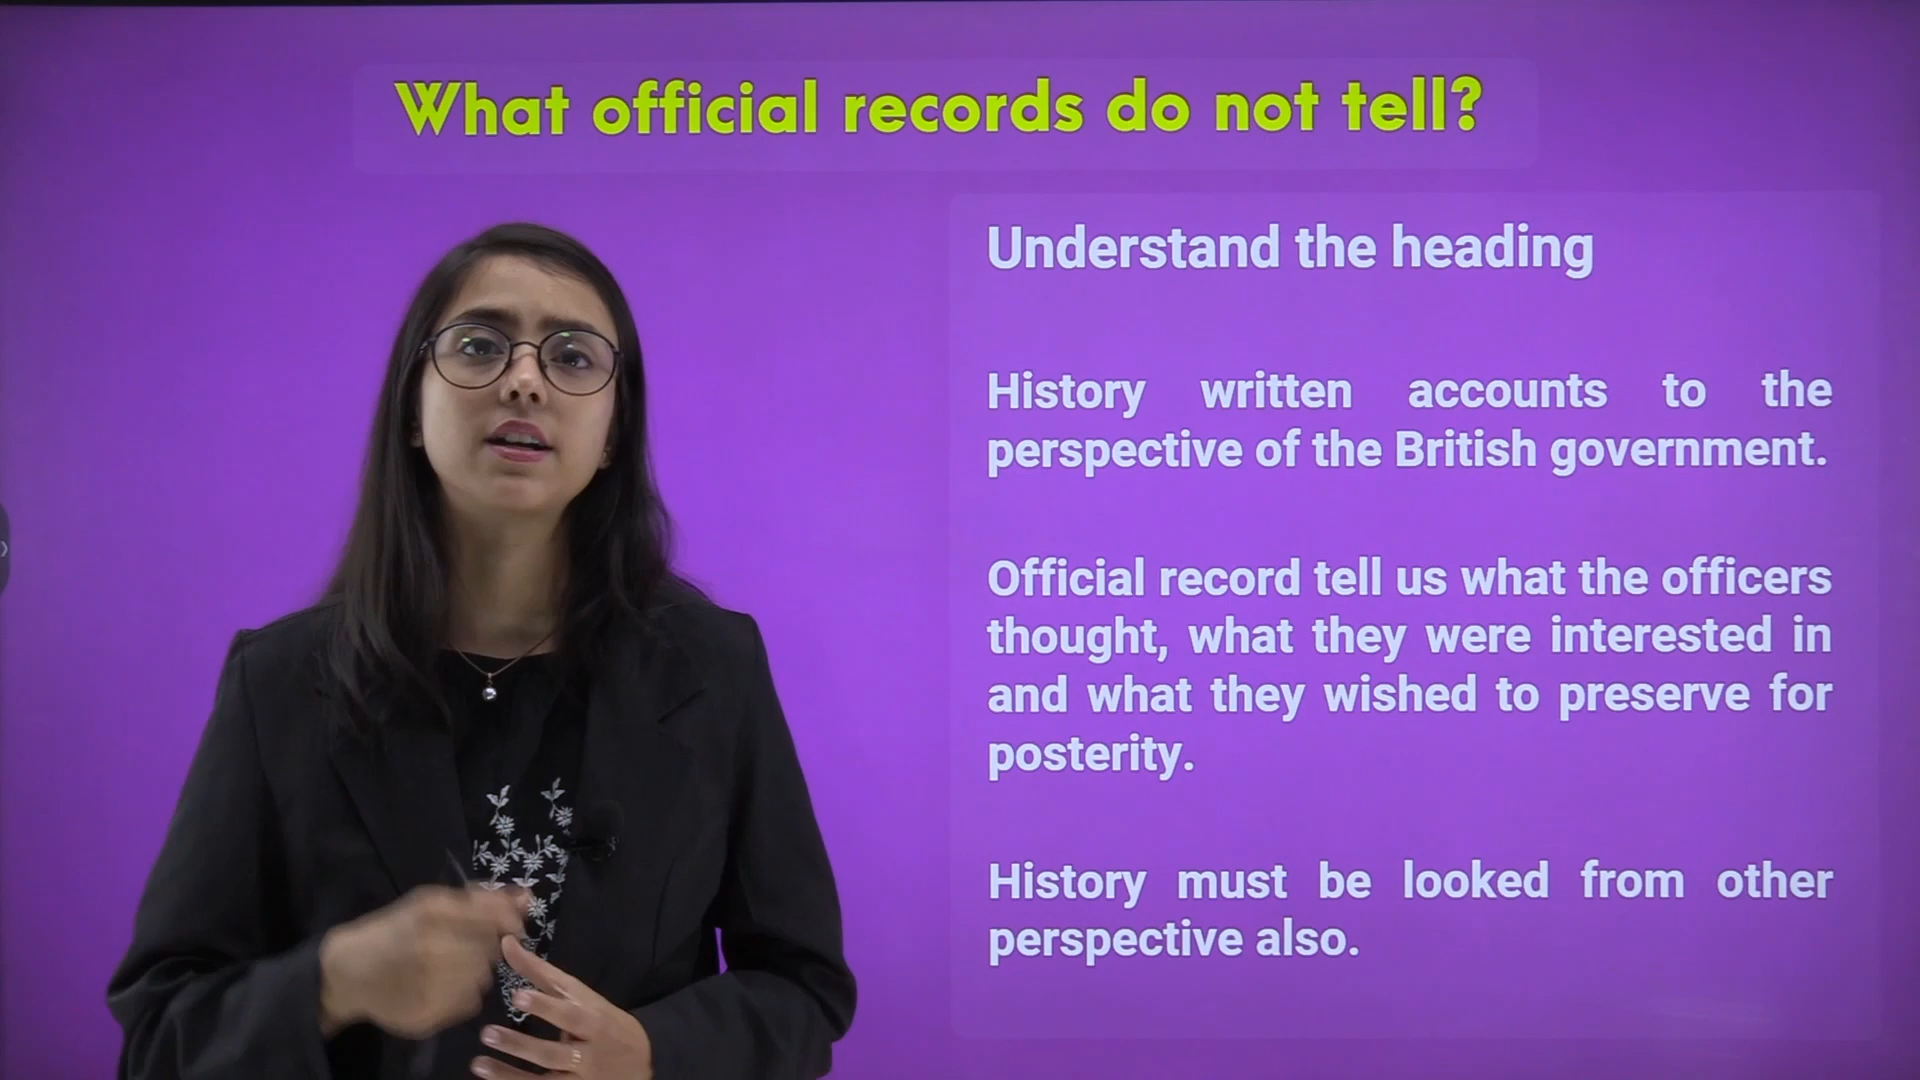 What official records do not tell?
Understand the heading
History written accounts to the
perspective of the British government.
Official record tell us what the officers
thought, what they were interested in
and what they wished to preserve for
posterity.
History must be looked from other
perspective also.